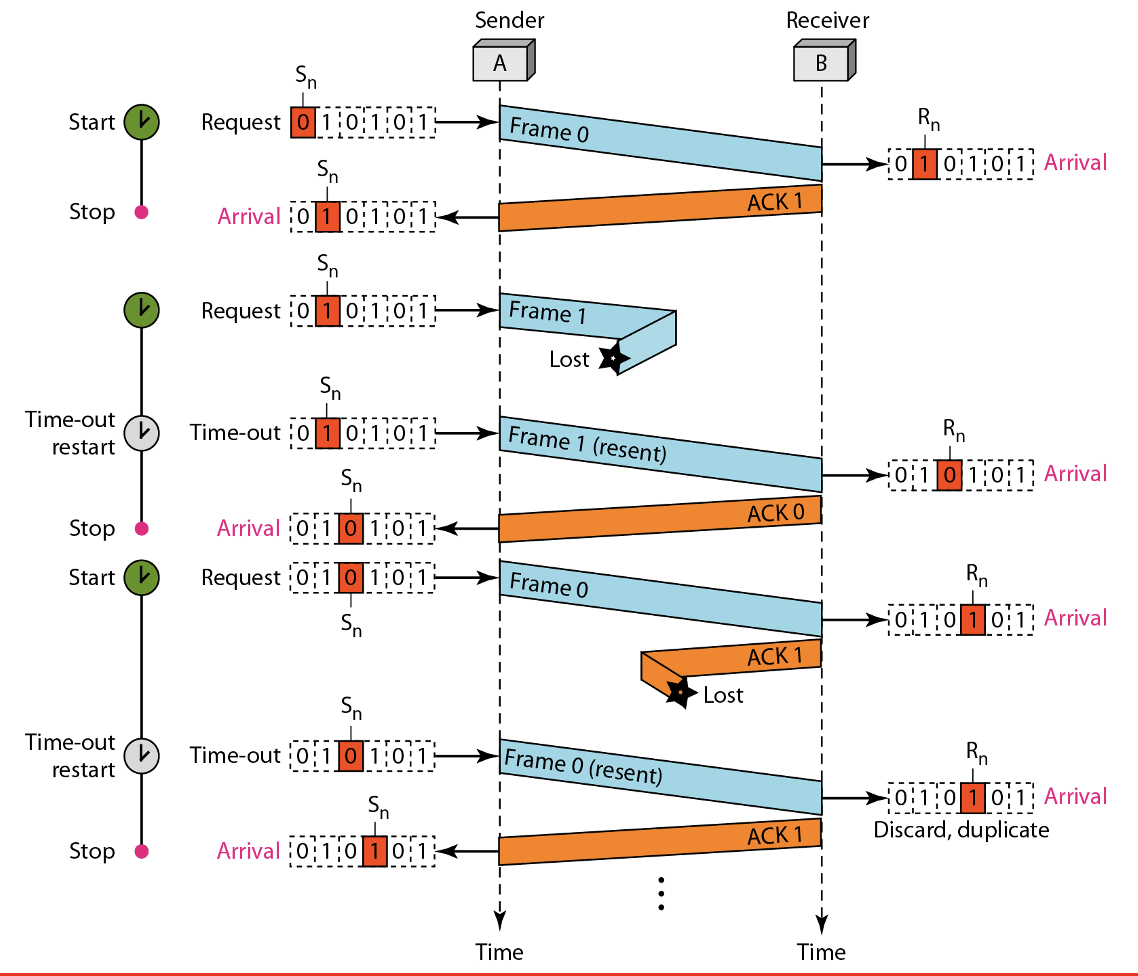 Sender Receiver
A B
Sn
Start Request 0 1 0 1 0 1 Frame 0
Rn
0 1 0 1 0 1 Arrival
Sn
Stop Arrival 0 1 0 1 0 1 ACK 1
Sn
Request 0 1 0 1 0 1 Frame 1
Lost
Sn
Time-out
restart
Time-out 0 1 0 1 0 1 Frame 1 (resent)
Rn
0 1 0 1 0 1 Arrival
Sn
Stop Arrival 0 1 0 1 0 1 ACK 0
Start Request 0 1 0 1 0 1 Frame 0
Sn
Rn
0 1 0 1 0 1 Arrival
ACK 1
Lost
Sn
Time-out
restart
Time-out 0 1 0 1 0 1 Frame 0 (resent)
Rn
0 1 0 1 0 1 Arrival
Discard, duplicate
Sn
Stop Arrival 0 1 0 1 0 1 ACK 1
Time Time